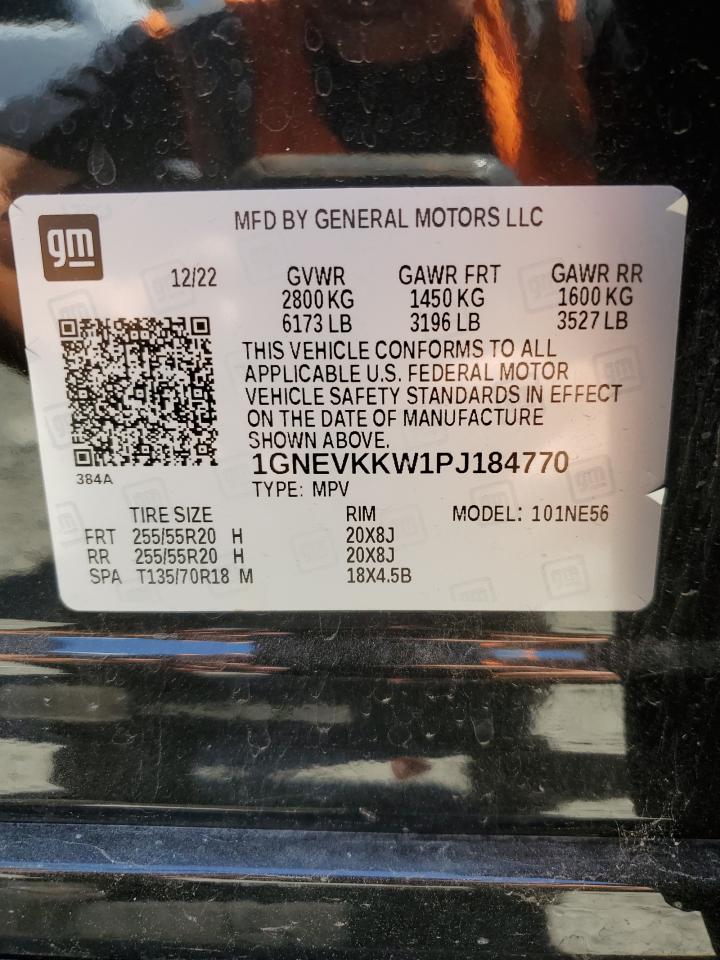 gm
MFD BY GENERAL MOTORS LLC
12/22 GVWR GAWR FRT GAWR RR
2800 KG 1450 KG 1600 KG
6173 LB 3196 LB 3527 LB
THIS VEHICLE CONFORMS TO ALL
APPLICABLE U.S. FEDERAL MOTOR
VEHICLE SAFETY STANDARDS IN EFFECT
ON THE DATE OF MANUFACTURE
SHOWN ABOVE.
384A
1GNEVKKW1PJ184770
TYPE: MPV
TIRE SIZE RIM MODEL: 101NE56
FRT 255/55R20 H 20X8J
RR 255/55R20 H 20X8J
SPA T135/70R18 M 18X4.5B